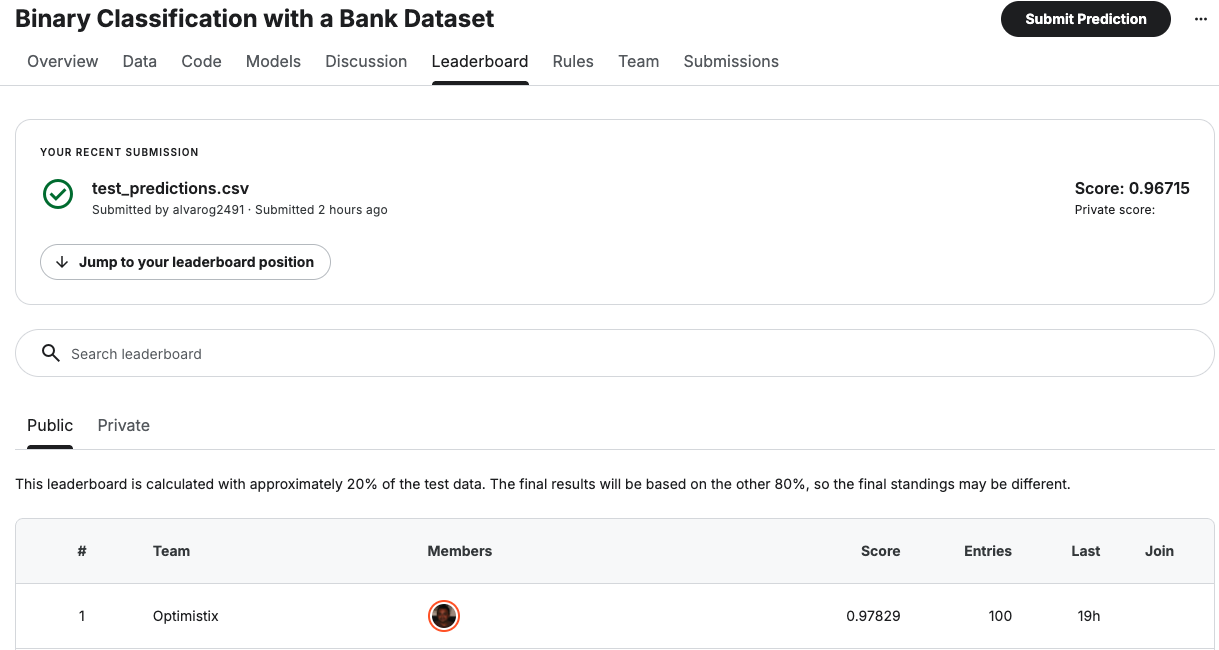 Binary Classification with a Bank Dataset
Submit Prediction
Overview Data Code Models Discussion Leaderboard Rules Team Submissions
YOUR RECENT SUBMISSION
test_predictions.csv
Score: 0.96715
Submitted by alvarog2491 · Submitted 2 hours ago
Private score:
Jump to your leaderboard position
Search leaderboard
Public Private
This leaderboard is calculated with approximately 20% of the test data. The final results will be based on the other 80%, so the final standings may be different.
# Team Members Score Entries Last Join
1 Optimistix 0.97829 100 19h